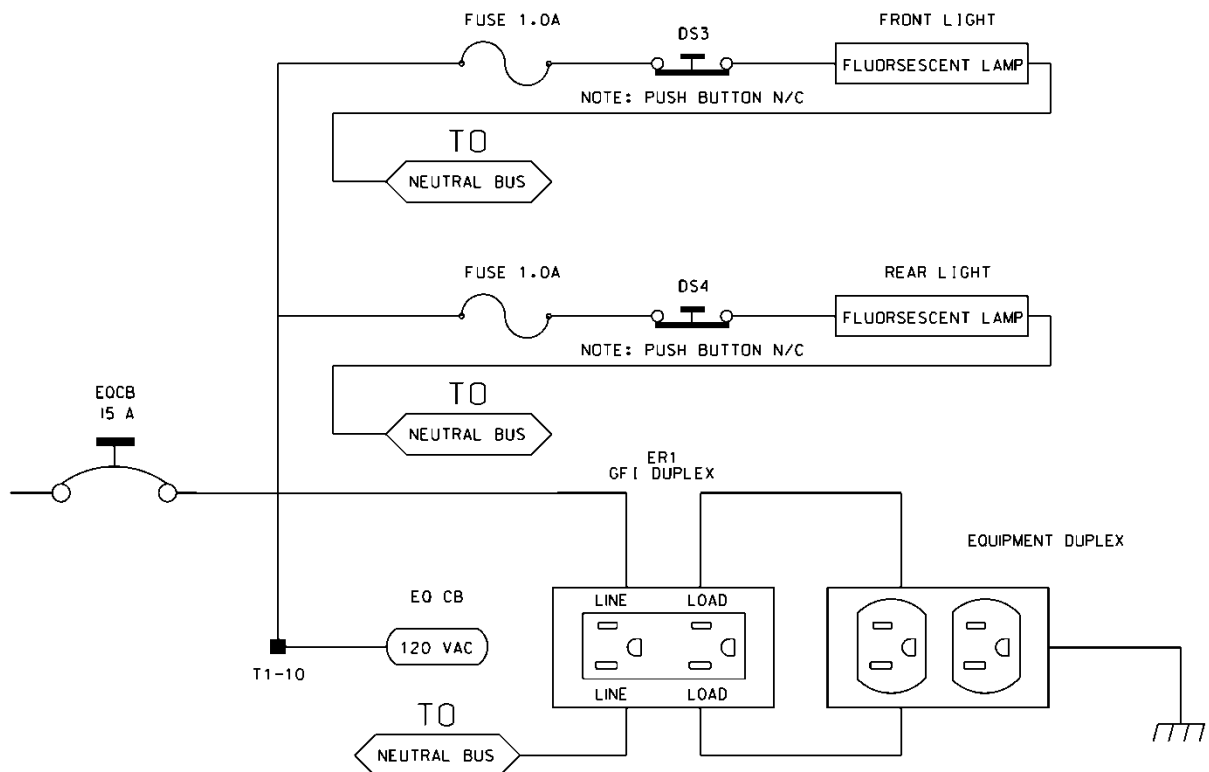 FUSE 1.0A
DS3
FRONT LIGHT
FLUORSESCENT LAMP
NOTE: PUSH BUTTON N/C
TO
NEUTRAL BUS
FUSE 1.0A
DS4
REAR LIGHT
FLUORSESCENT LAMP
NOTE: PUSH BUTTON N/C
TO
NEUTRAL BUS
EQCB
15 A
ER1
GFI DUPLEX
EQUIPMENT DUPLEX
EQ CB
120 VAC
T1-10
LINE LOAD
LINE LOAD
TO
NEUTRAL BUS